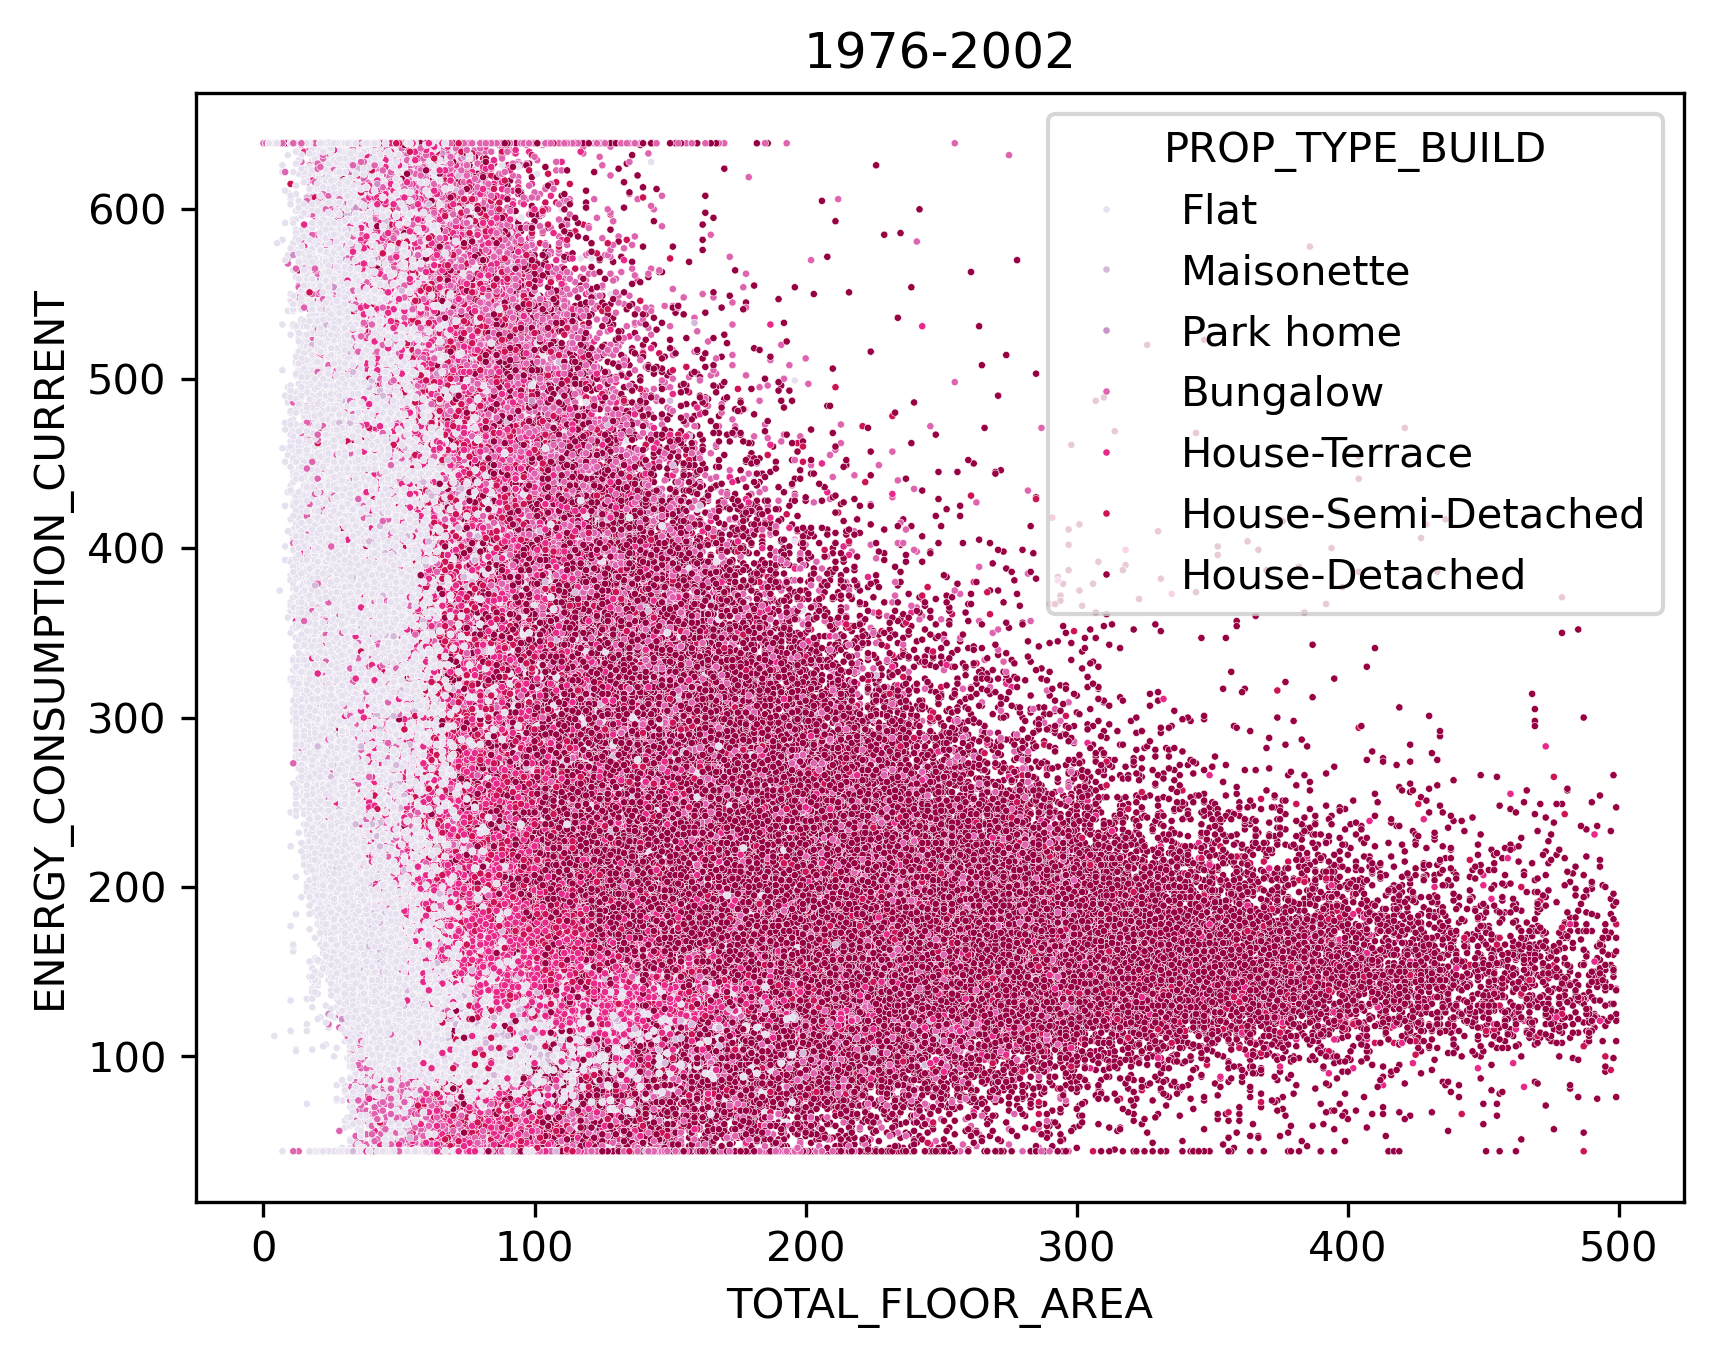 1976-2002
ENERGY_CONSUMPTION_CURRENT
600
500
400
300
200
100
PROP_TYPE_BUILD
Flat
Maisonette
Park home
Bungalow
House-Terrace
House-Semi-Detached
House-Detached
0 100 200 300 400 500
TOTAL_FLOOR_AREA